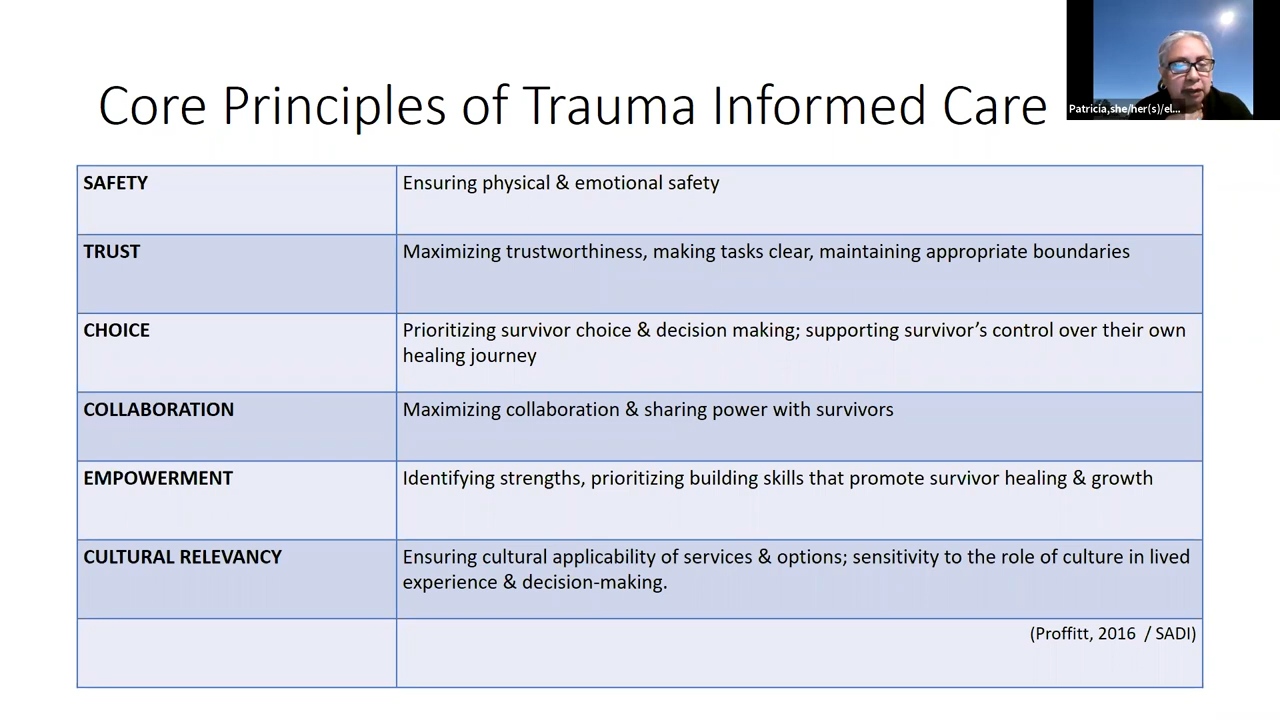 Core Principles of Trauma Informed Care
Patricia,she/her(s)/el...
SAFETY
Ensuring physical & emotional safety
TRUST
Maximizing trustworthiness, making tasks clear, maintaining appropriate boundaries
CHOICE
Prioritizing survivor choice & decision making; supporting survivor’s control over their own
healing journey
COLLABORATION
Maximizing collaboration & sharing power with survivors
EMPOWERMENT
Identifying strengths, prioritizing building skills that promote survivor healing & growth
CULTURAL RELEVANCY
Ensuring cultural applicability of services & options; sensitivity to the role of culture in lived
experience & decision-making.
(Proffitt, 2016 / SADI)